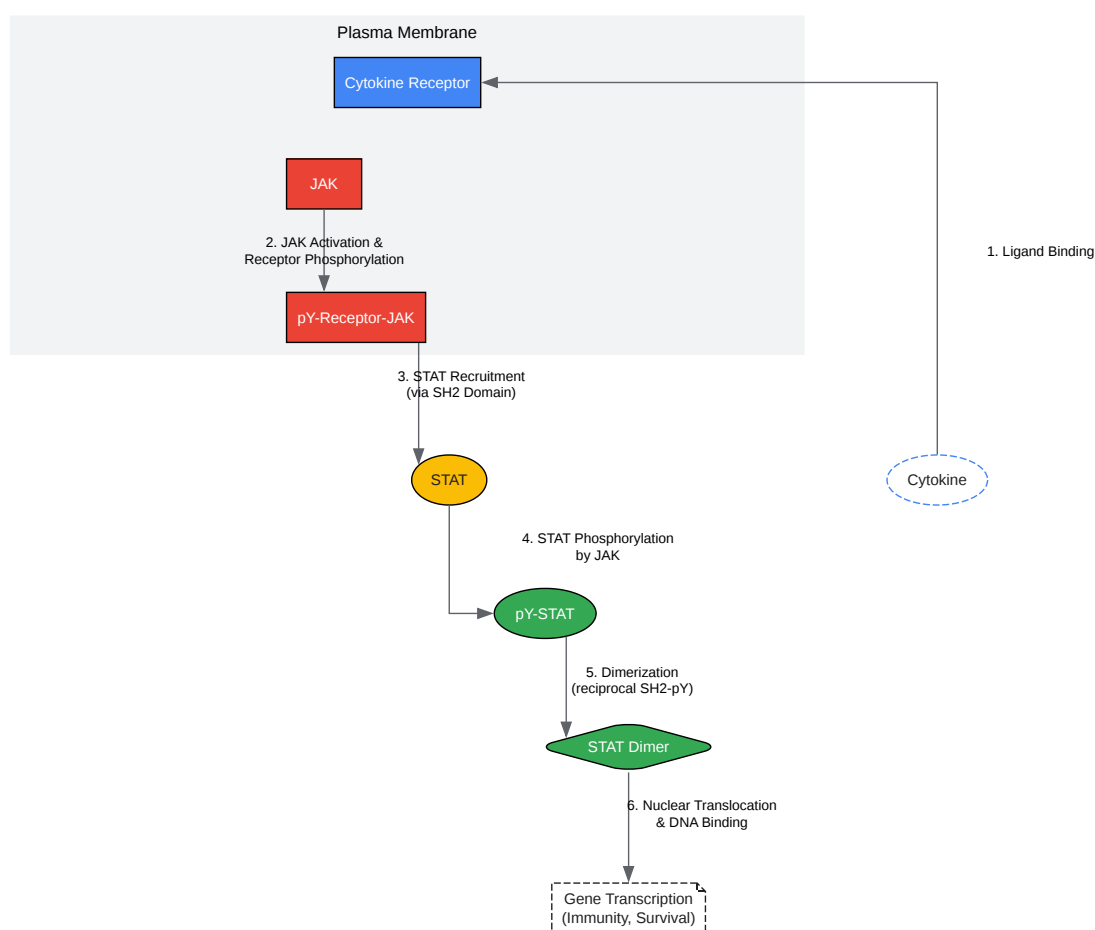 Plasma Membrane
Cytokine Receptor
JAK
2. JAK Activation &
Receptor Phosphorylation
1. Ligand Binding
pY-Receptor-JAK
3. STAT Recruitment
(via SH2 Domain)
STAT
Cytokine
4. STAT Phosphorylation
by JAK
pY-STAT
5. Dimerization
(reciprocal SH2-pY)
STAT Dimer
6. Nuclear Translocation
& DNA Binding
Gene Transcription
(Immunity, Survival)